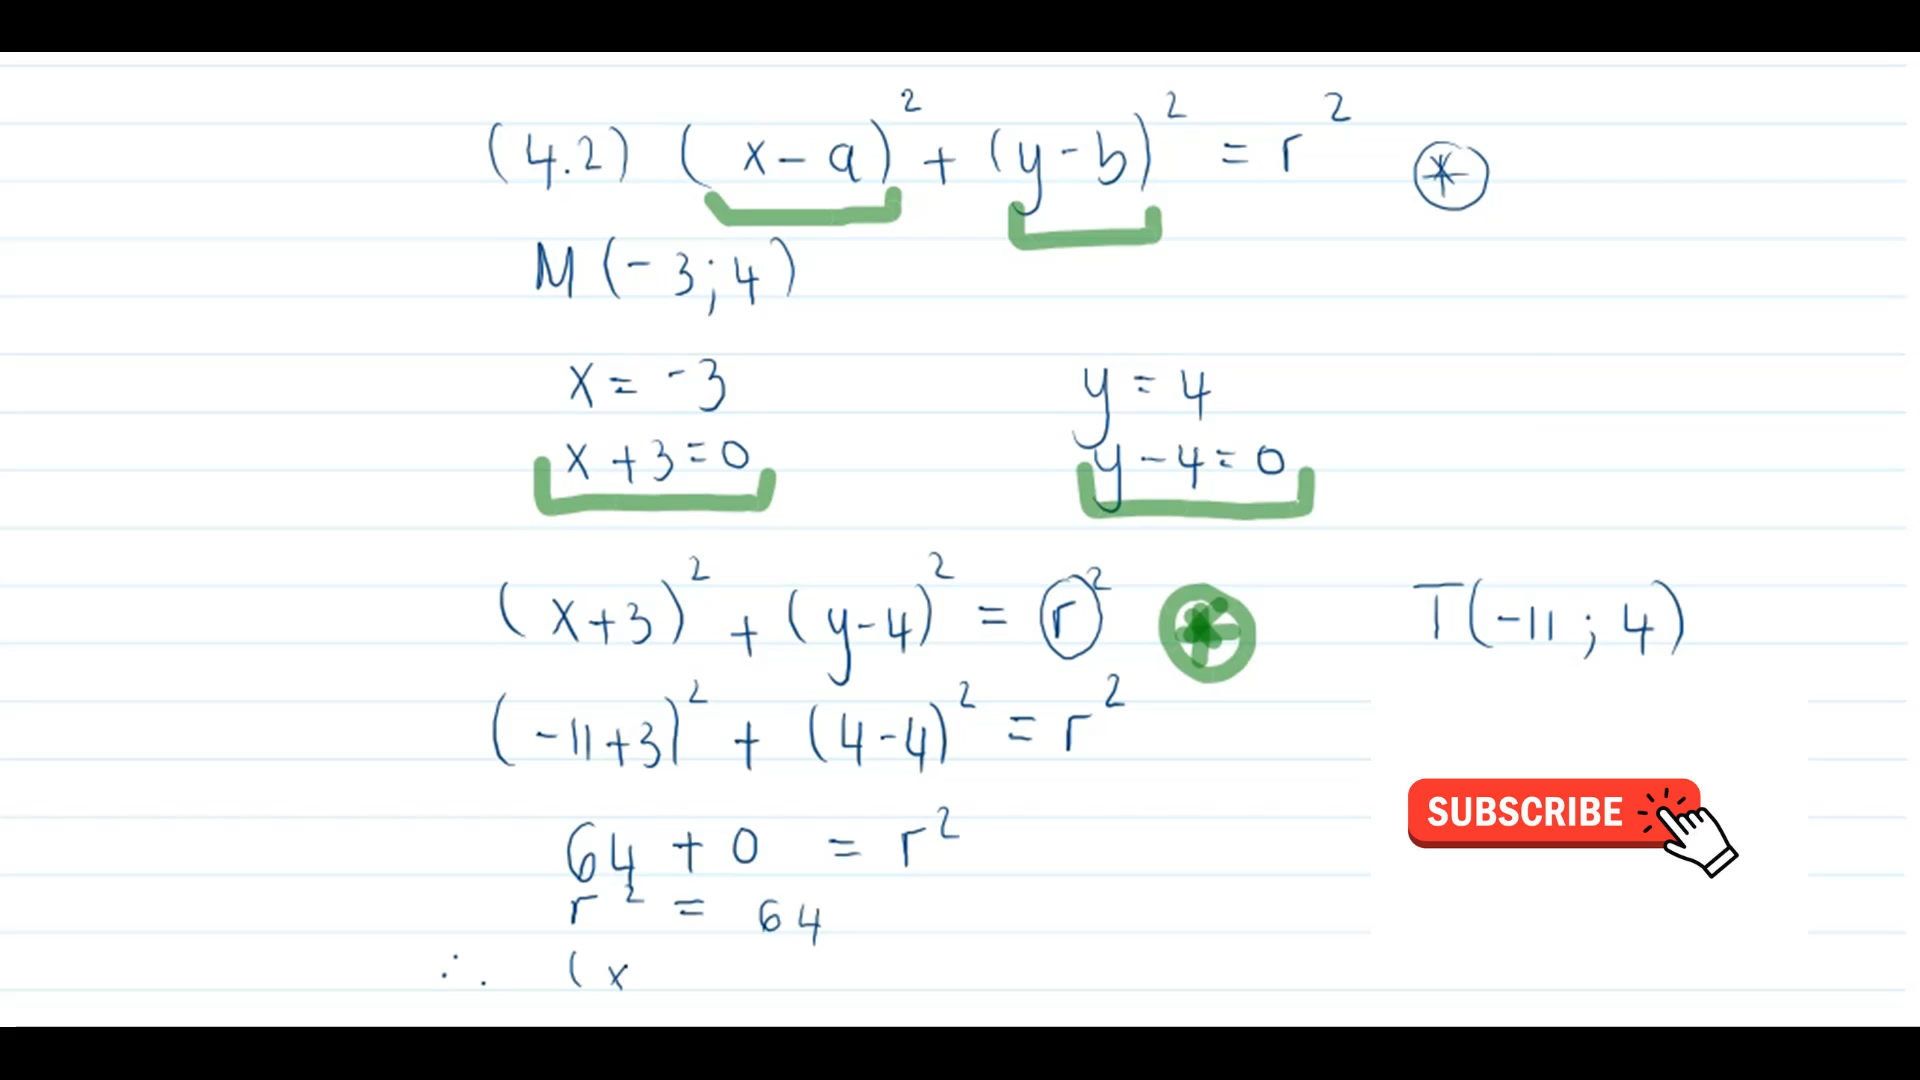 (4.2) (x-a)² + (y-b)² = r² *
M(-3;4)
x = -3 y = 4
x+3=0 y-4=0
(x+3)² + (y-4)² = r² * T(-11;4)
(-11+3)² + (4-4)² = r²
SUBSCRIBE
64 + 0 = r²
r² = 64
∴ (x